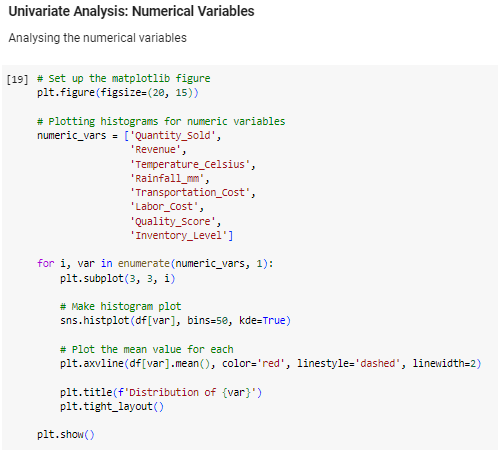 Univariate Analysis: Numerical Variables
Analysing the numerical variables
[19] # Set up the matplotlib figure
plt.figure(figsize=(20, 15))
# Plotting histograms for numeric variables
numeric_vars = ['Quantity_Sold',
'Revenue',
'Temperature_Celsius',
'Rainfall_mm',
'Transportation_Cost',
'Labor_Cost',
'Quality_Score',
'Inventory_Level']
for i, var in enumerate(numeric_vars, 1):
plt.subplot(3, 3, i)
# Make histogram plot
sns.histplot(df[var], bins=50, kde=True)
# Plot the mean value for each
plt.axvline(df[var].mean(), color='red', linestyle='dashed', linewidth=2)
plt.title(f'Distribution of {var}')
plt.tight_layout()
plt.show()